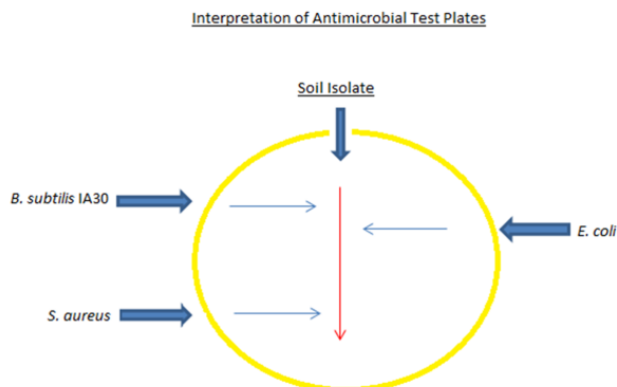 Interpretation of Antimicrobial Test Plates
Soil Isolate
B. subtilis IA30
E. coli
S. aureus